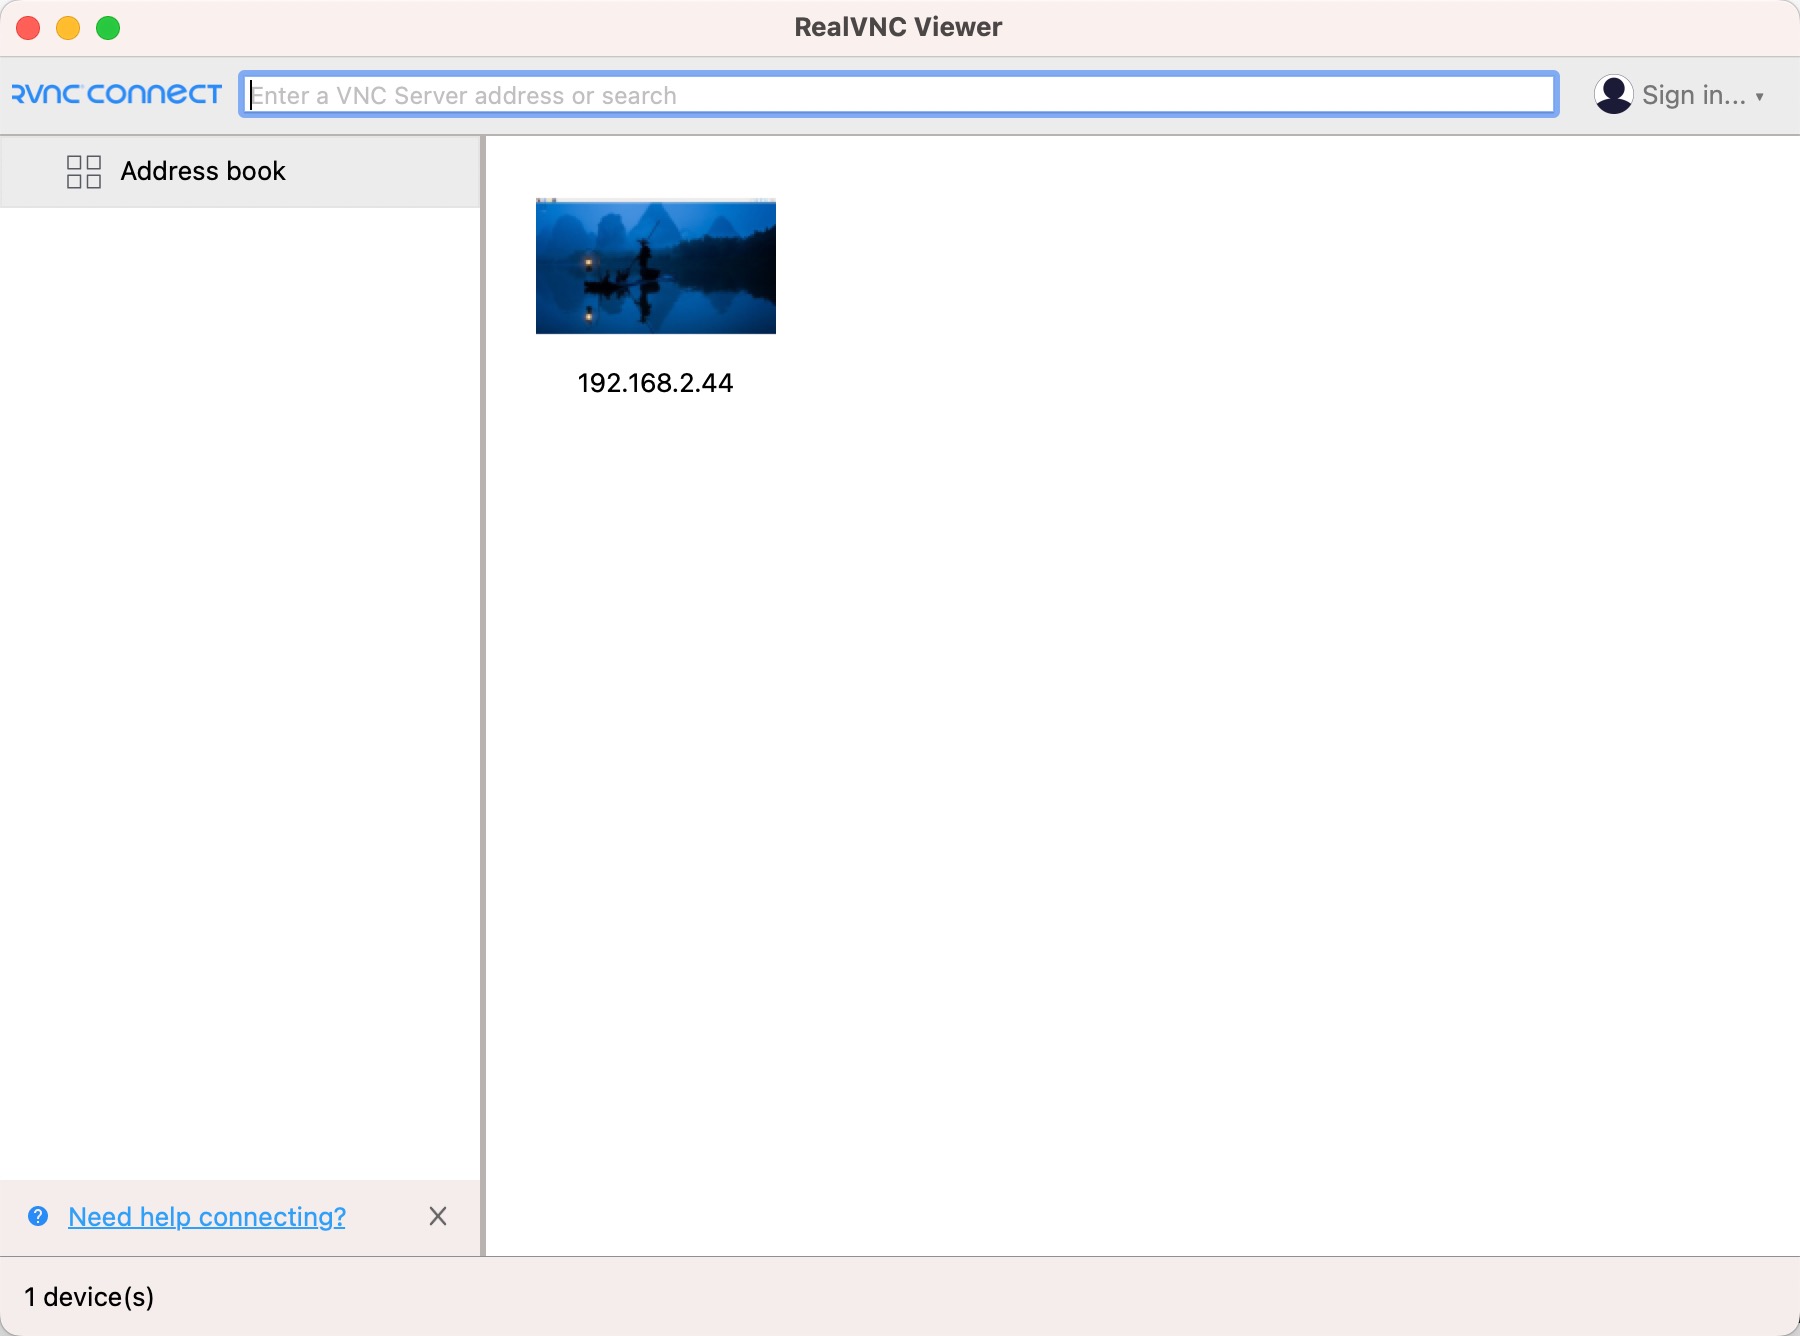 RealVNC Viewer
RVNC CONNECT
Enter a VNC Server address or search
Sign in...
Address book
192.168.2.44
Need help connecting?
1 device(s)